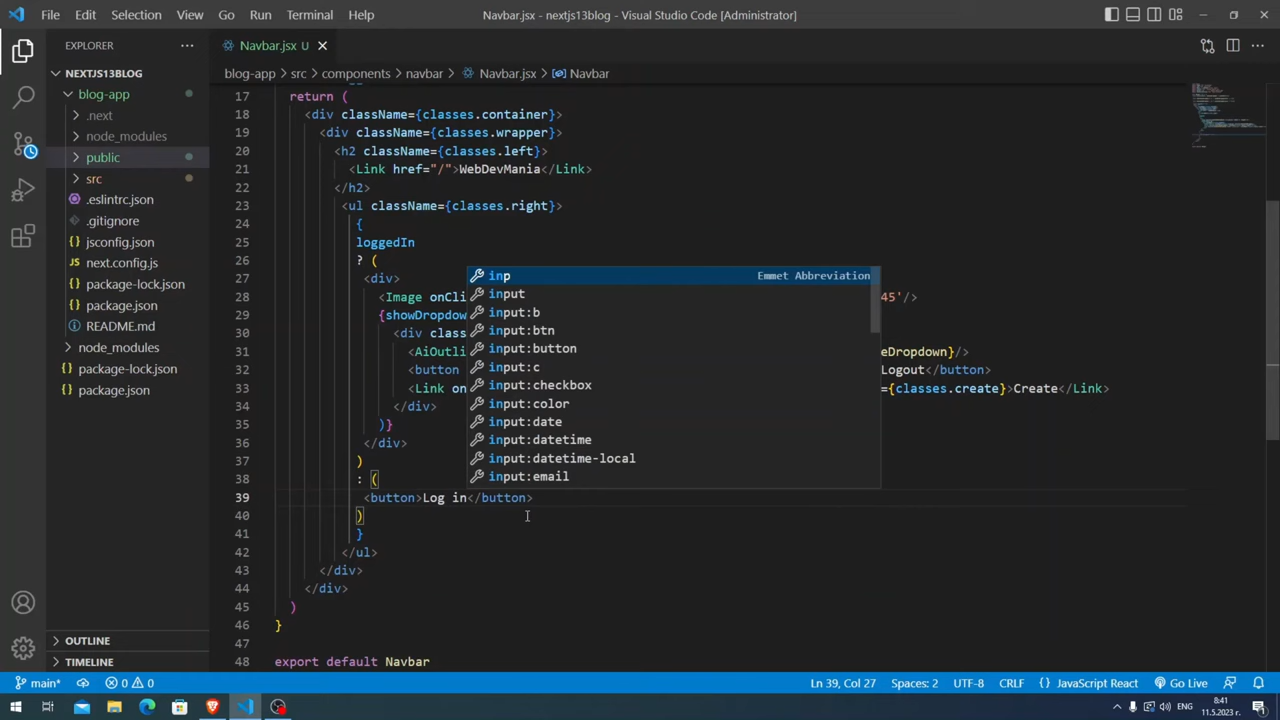 File Edit Selection View Go Run Terminal Help Navbar.jsx - nextjs13blog - Visual Studio Code [Administrator]
EXPLORER
Navbar.jsx U
NEXTJS13BLOG
blog-app > src > components > navbar > Navbar.jsx > Navbar
blog-app
.next
node_modules
public
src
.eslintrc.json
.gitignore
jsconfig.json
next.config.js
package-lock.json
package.json
README.md
node_modules
package-lock.json
package.json
OUTLINE
TIMELINE
17 return (
18 <div className={classes.container}>
19 <div className={classes.wrapper}>
20 <h2 className={classes.left}>
21 <Link href="/">WebDevMania</Link>
22 </h2>
23 <ul className={classes.right}>
24 {
25 loggedIn
26 ? (
27 <div>
28 <Image onCli 45'/>
29 {showDropdow
30 <div class
31 <AiOutli eDropdown}/>
32 <button Logout</button>
33 <Link on ={classes.create}>Create</Link>
34 </div>
35 )}
36 </div>
37 )
38 : (
39 <button>Log in</button>
40 )
41 }
42 </ul>
43 </div>
44 </div>
45 )
46 }
47
48 export default Navbar
inp Emmet Abbreviation
input
input:b
input:btn
input:button
input:c
input:checkbox
input:color
input:date
input:datetime
input:datetime-local
input:email
main* 0 0 Ln 39, Col 27 Spaces: 2 UTF-8 CRLF {} JavaScript React Go Live
ENG 8:41
11.5.2023 г.